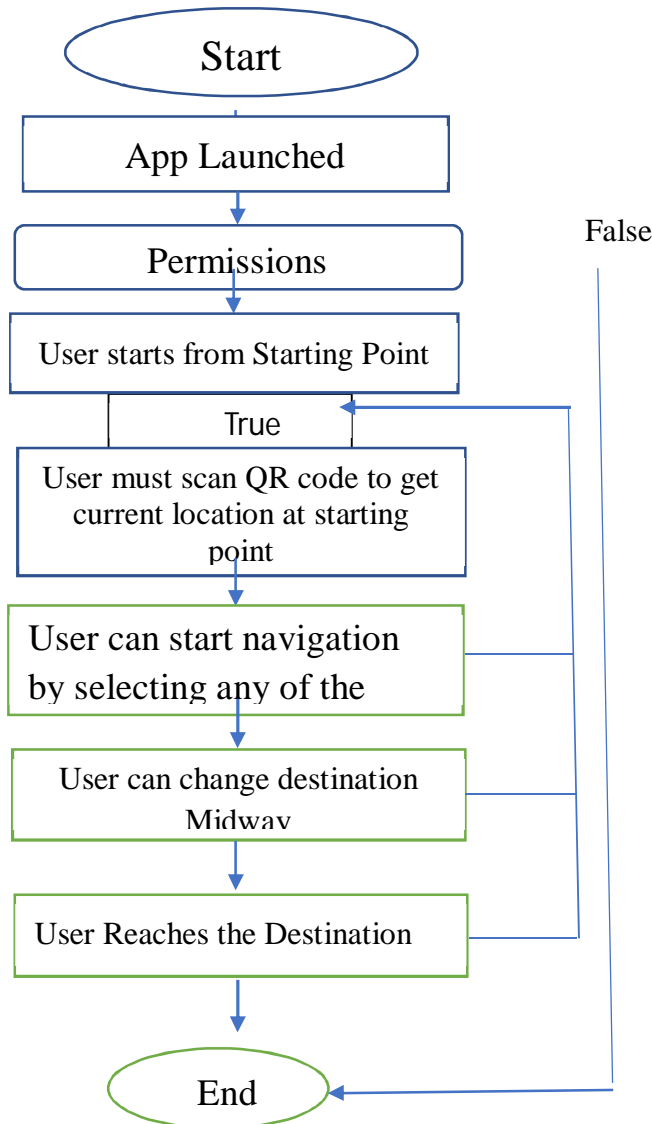 Start
App Launched
False
Permissions
User starts from Starting Point
True
User must scan QR code to get
current location at starting
point
User can start navigation
by selecting any of the
User can change destination
Midway
User Reaches the Destination
End